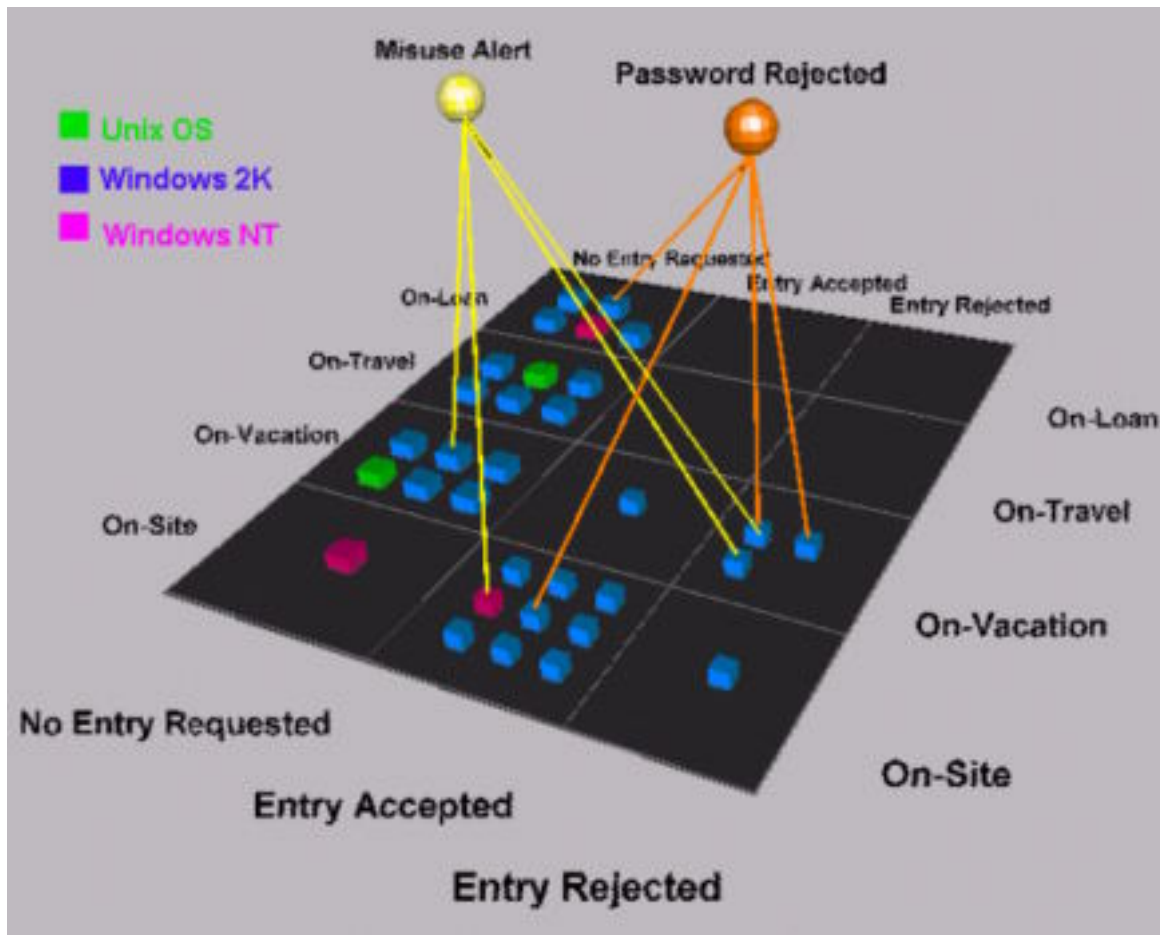 Misuse Alert
Password Rejected
Unix OS
Windows 2K
Windows NT
No Entry Requested
Entry Accepted
Entry Rejected
On-Loan
On-Travel
On-Vacation
On-Site
On-Loan
On-Travel
On-Vacation
On-Site
No Entry Requested
Entry Accepted
Entry Rejected